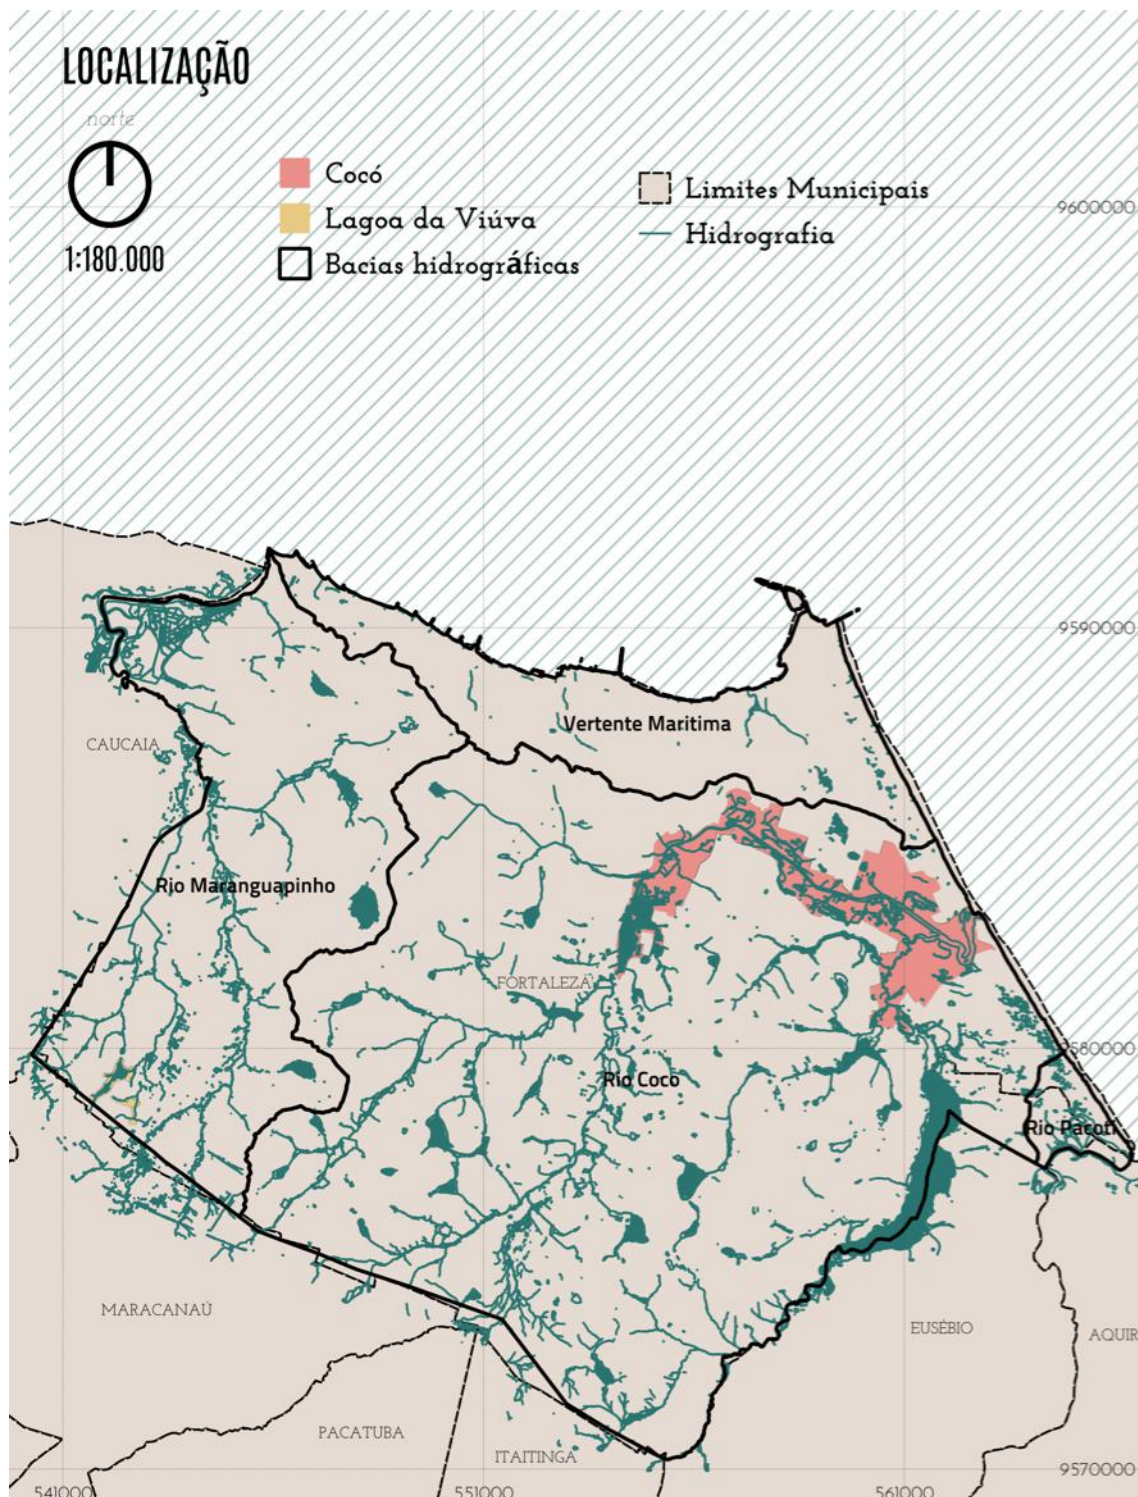 LOCALIZAÇÃO
norte
1:180.000
Cocó
Lagoa da Viúva
Bacias hidrográficas
Limites Municipais
Hidrografia
9600000
9590000
Vertente Maritima
CAUCAIA
Rio Maranguapinho
FORTALEZA
9580000
Rio Coco
Rio Pacoti
MARACANAÚ
EUSÉBIO
AQUIR
PACATUBA
ITAITINGA
9570000
541000
551000
561000